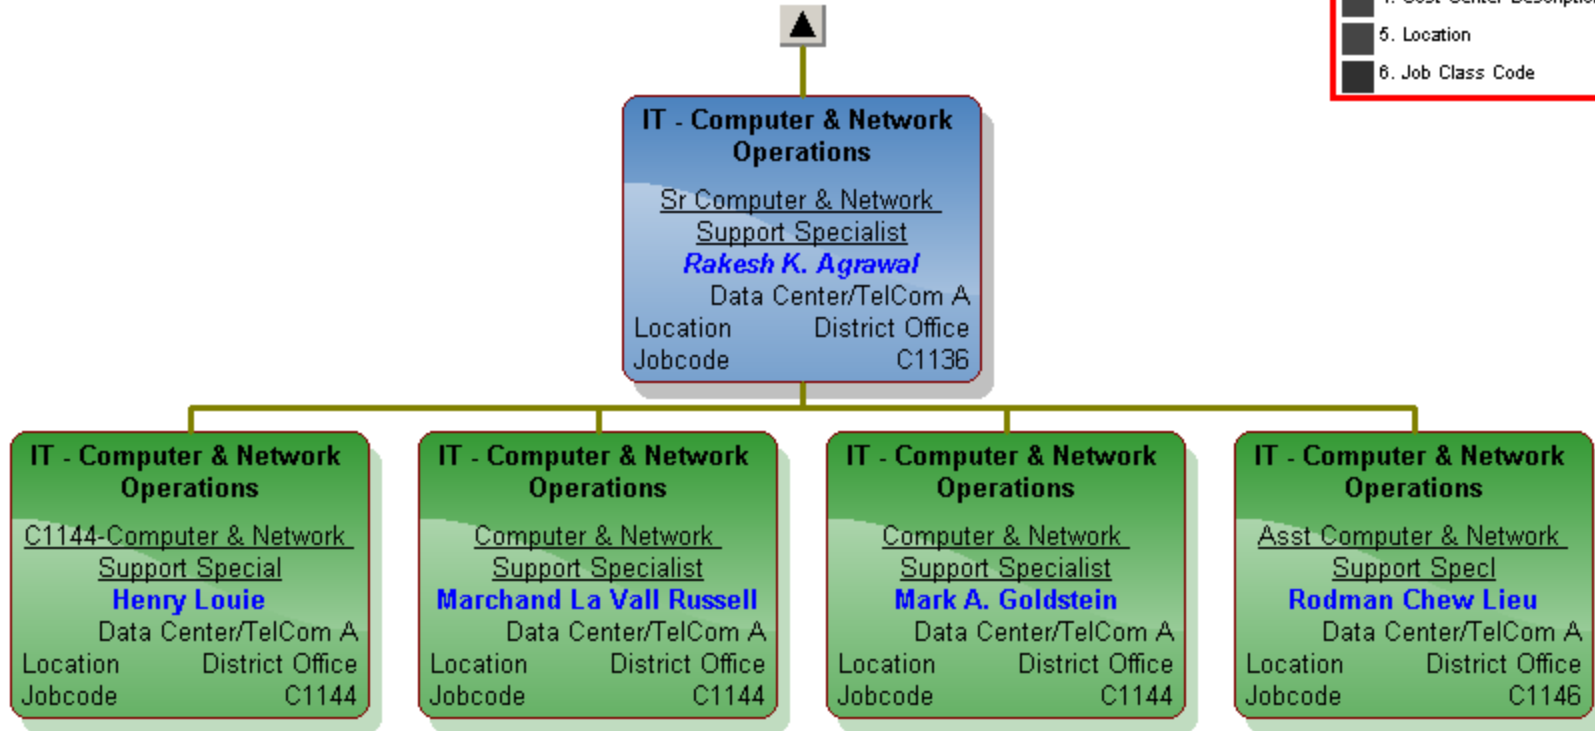 Cost Center Description
5. Location
6. Job Class Code
IT - Computer & Network
Operations
Sr Computer & Network
Support Specialist
Rakesh K. Agrawal
Data Center/TelCom A
Location District Office
Jobcode C1136
IT - Computer & Network
Operations
C1144-Computer & Network
Support Special
Henry Louie
Data Center/TelCom A
Location District Office
Jobcode C1144
IT - Computer & Network
Operations
Computer & Network
Support Specialist
Marchand La Vall Russell
Data Center/TelCom A
Location District Office
Jobcode C1144
IT - Computer & Network
Operations
Computer & Network
Support Specialist
Mark A. Goldstein
Data Center/TelCom A
Location District Office
Jobcode C1144
IT - Computer & Network
Operations
Asst Computer & Network
Support Specl
Rodman Chew Lieu
Data Center/TelCom A
Location District Office
Jobcode C1146